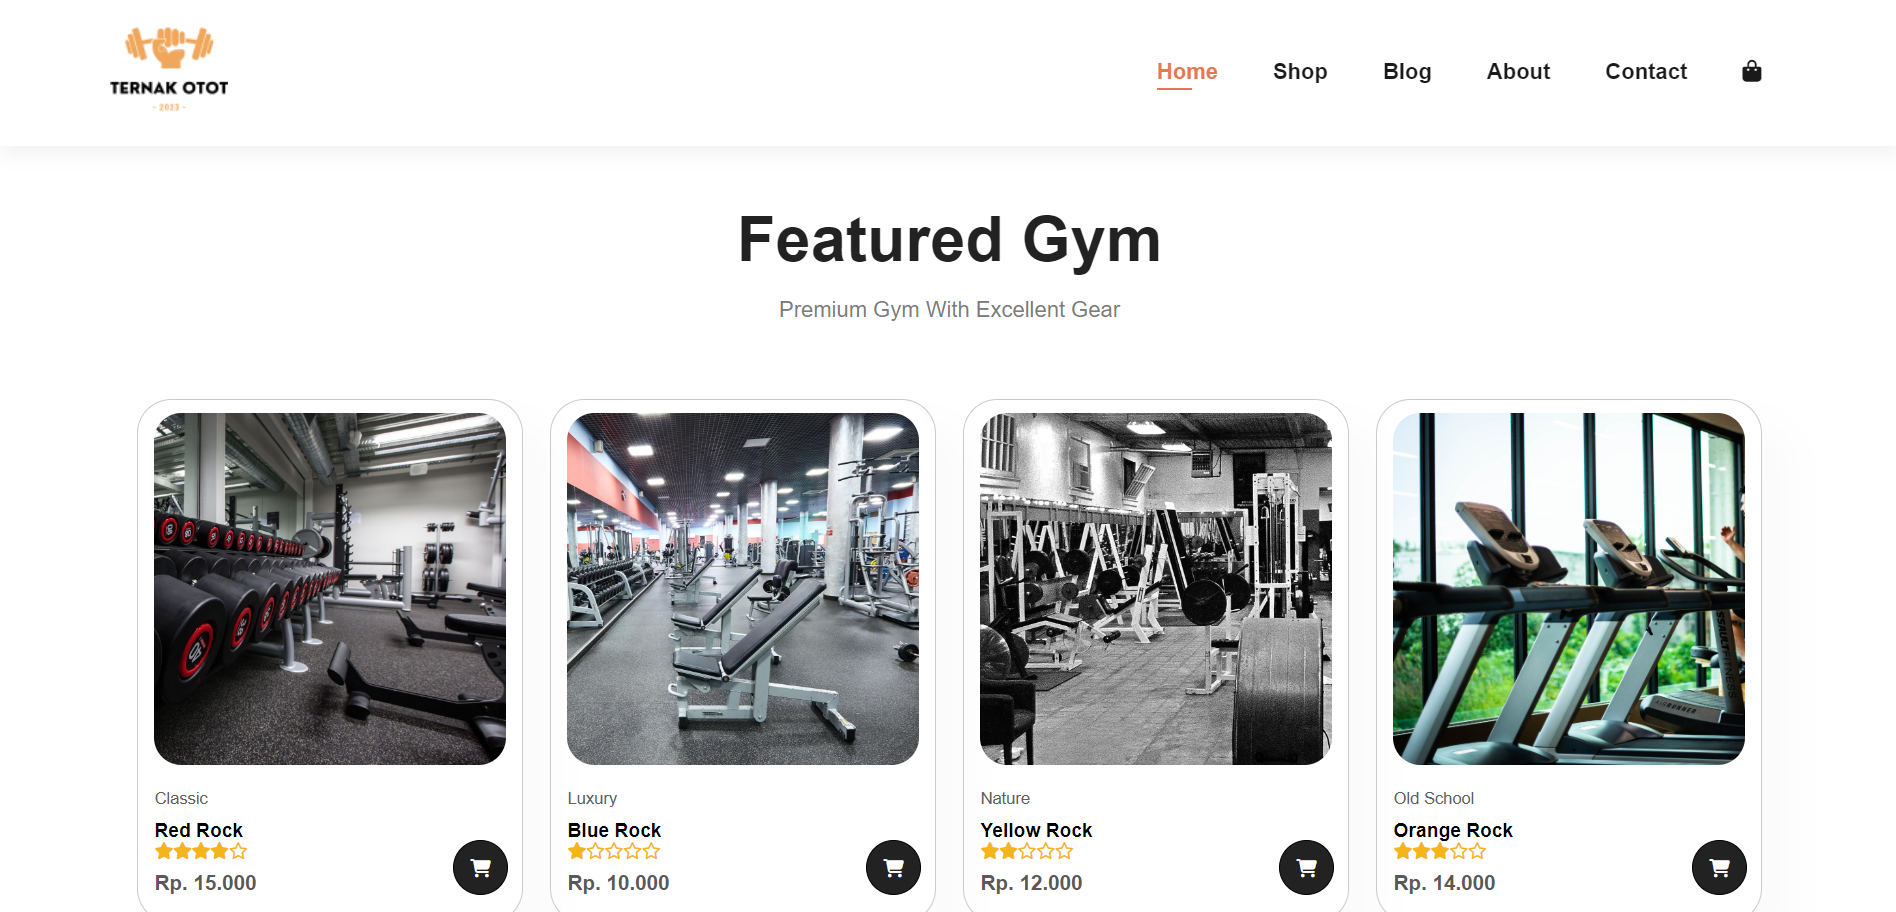 TERNAK OTOT
- 2023 -
Home Shop Blog About Contact
Featured Gym
Premium Gym With Excellent Gear
Classic
Red Rock
Rp. 15.000
Luxury
Blue Rock
Rp. 10.000
Nature
Yellow Rock
Rp. 12.000
Old School
Orange Rock
Rp. 14.000